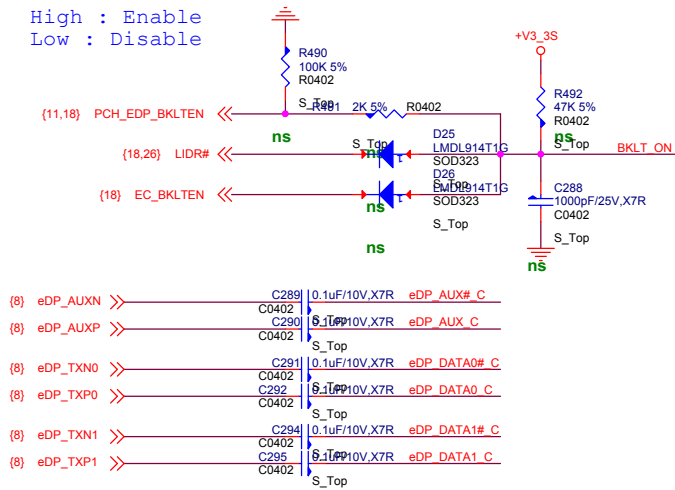 High : Enable
Low : Disable
+V3_3S
R490
100K 5%
R0402
S_Top
R492
47K 5%
R0402
S_Top
{11,18} PCH_EDP_BKLTEN
R491 2K 5% R0402
S_Top
ns
ns
D25
LMDL914T1G
SOD323
S_Top
{18,26} LIDR#
ns
BKLT_ON
D26
LMDL914T1G
SOD323
S_Top
{18} EC_BKLTEN
ns
C288
1000pF/25V,X7R
C0402
S_Top
ns
ns
{8} eDP_AUXN
C289 0.1uF/10V,X7R eDP_AUX#_C
C0402
S_Top
{8} eDP_AUXP
C290 0.1uF/10V,X7R eDP_AUX_C
C0402
S_Top
{8} eDP_TXN0
C291 0.1uF/10V,X7R eDP_DATA0#_C
C0402
S_Top
{8} eDP_TXP0
C292 0.1uF/10V,X7R eDP_DATA0_C
C0402
S_Top
{8} eDP_TXN1
C294 0.1uF/10V,X7R eDP_DATA1#_C
C0402
S_Top
{8} eDP_TXP1
C295 0.1uF/10V,X7R eDP_DATA1_C
C0402
S_Top